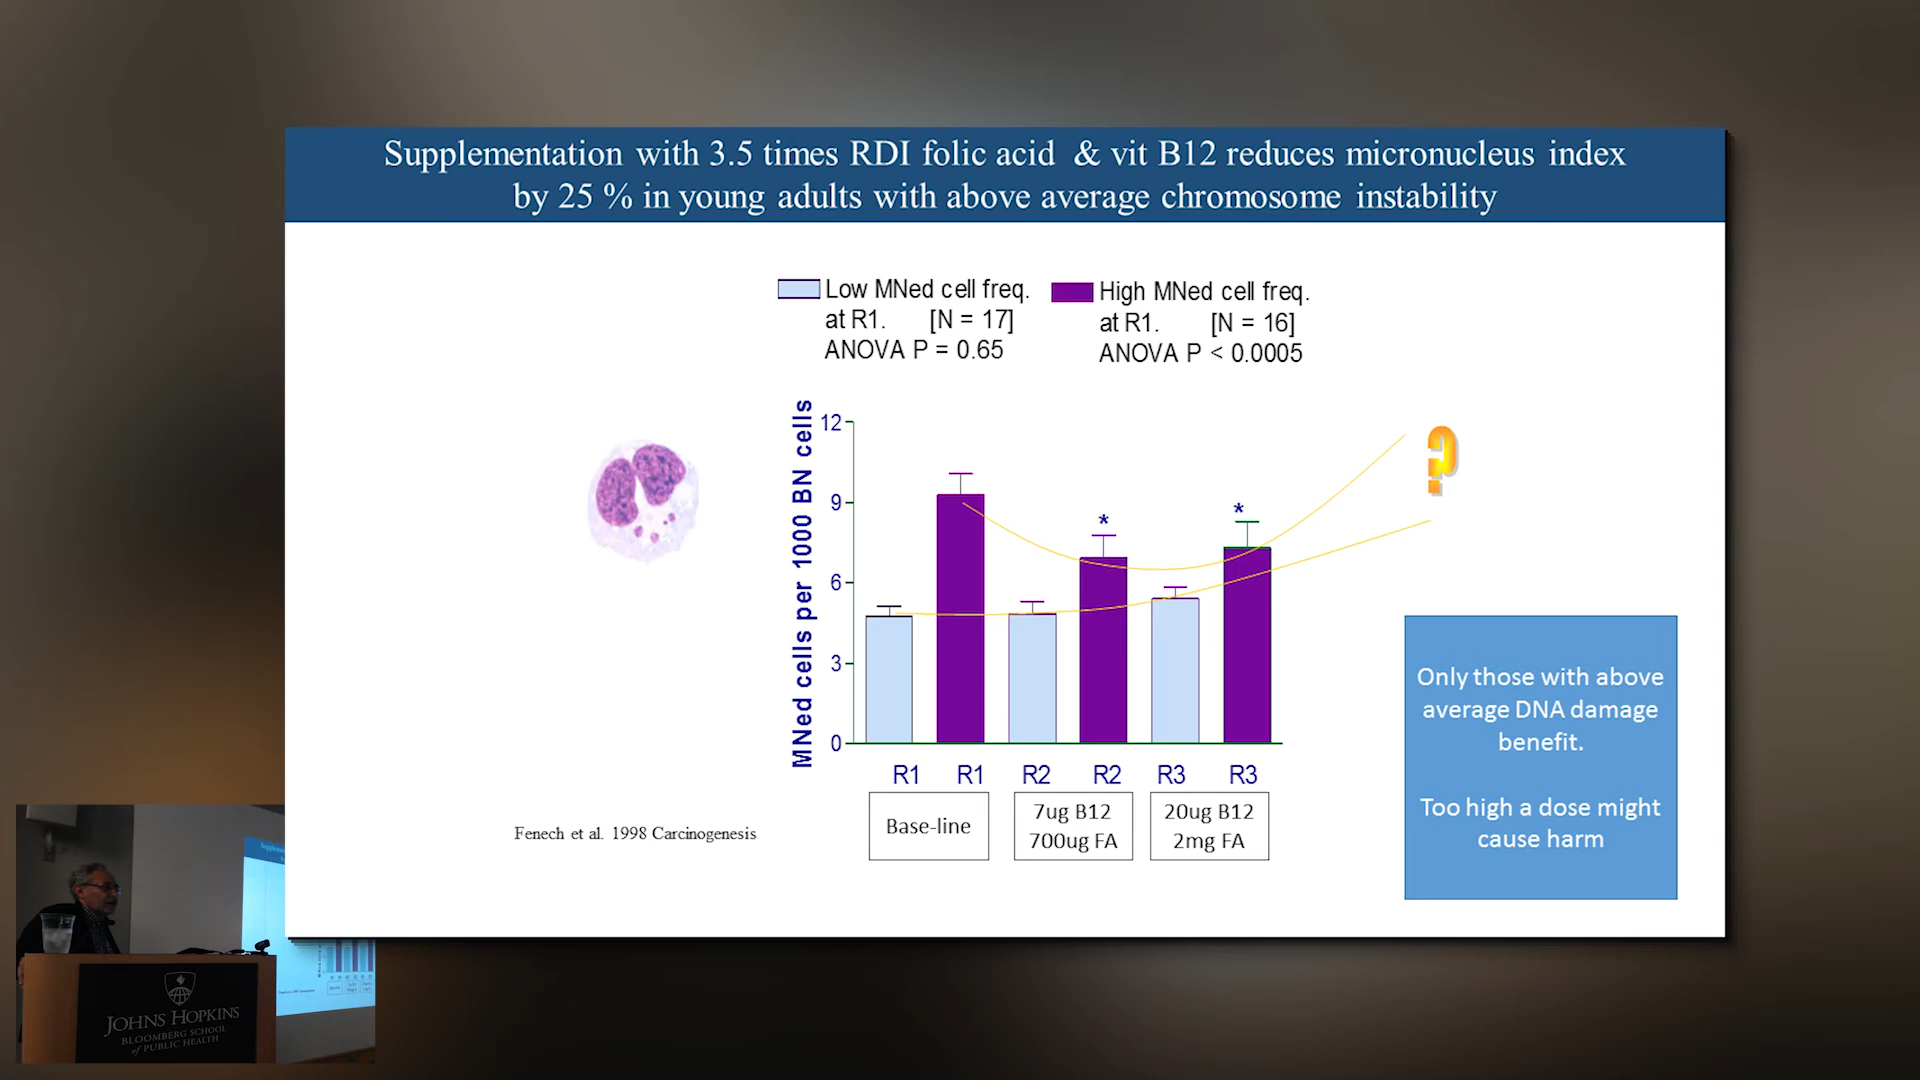 Supplementation with 3.5 times RDI folic acid & vit B12 reduces micronucleus index
by 25 % in young adults with above average chromosome instability
Low MNed cell freq.
at R1. [N = 17]
ANOVA P = 0.65
High MNed cell freq.
at R1. [N = 16]
ANOVA P < 0.0005
MNed cells per 1000 BN cells
12
9
6
3
0
*
*
?
R1 R1 R2 R2 R3 R3
Base-line
7ug B12
700ug FA
20ug B12
2mg FA
Only those with above
average DNA damage
benefit.
Too high a dose might
cause harm
Fenech et al. 1998 Carcinogenesis
JOHNS HOPKINS
BLOOMBERG SCHOOL
of PUBLIC HEALTH